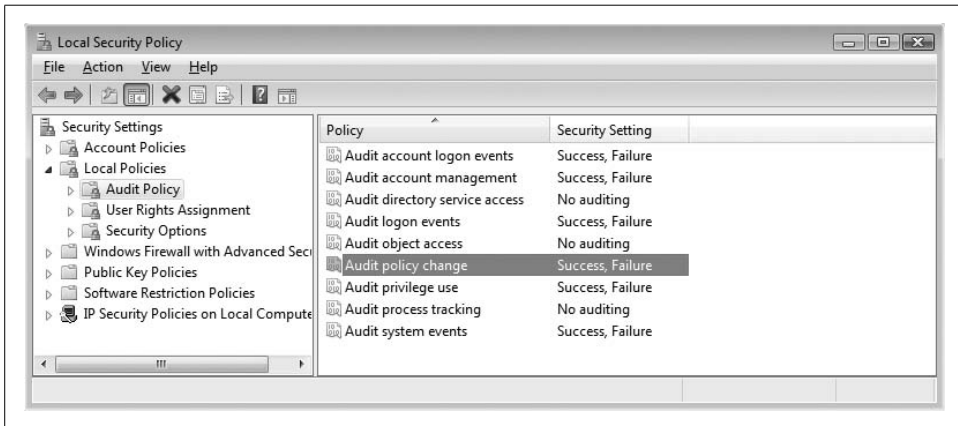 Local Security Policy
File Action View Help
Security Settings
Account Policies
Local Policies
Audit Policy
User Rights Assignment
Security Options
Windows Firewall with Advanced Secu
Public Key Policies
Software Restriction Policies
IP Security Policies on Local Compute
Policy Security Setting
Audit account logon events Success, Failure
Audit account management Success, Failure
Audit directory service access No auditing
Audit logon events Success, Failure
Audit object access No auditing
Audit policy change Success, Failure
Audit privilege use Success, Failure
Audit process tracking No auditing
Audit system events Success, Failure